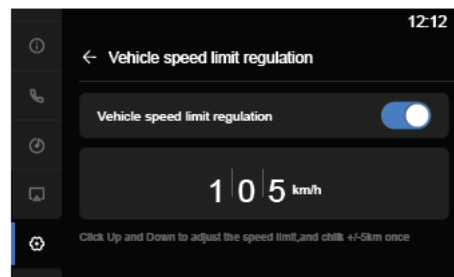 12:12
← Vehicle speed limit regulation
Vehicle speed limit regulation
105 km/h
Click Up and Down to adjust the speed limit,and chlik +/-5km once